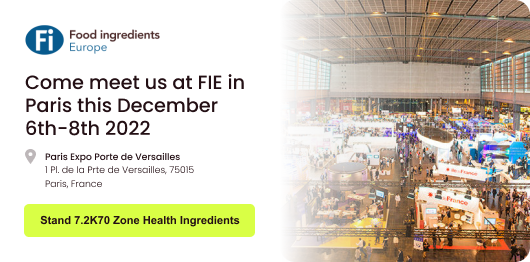 Fi
Food ingredients
Europe
Come meet us at FIE in
Paris this December
6th-8th 2022
Paris Expo Porte de Versailles
1 Pl. de la Prte de Versailles, 75015
Paris, France
Stand 7.2K70 Zone Health Ingredients